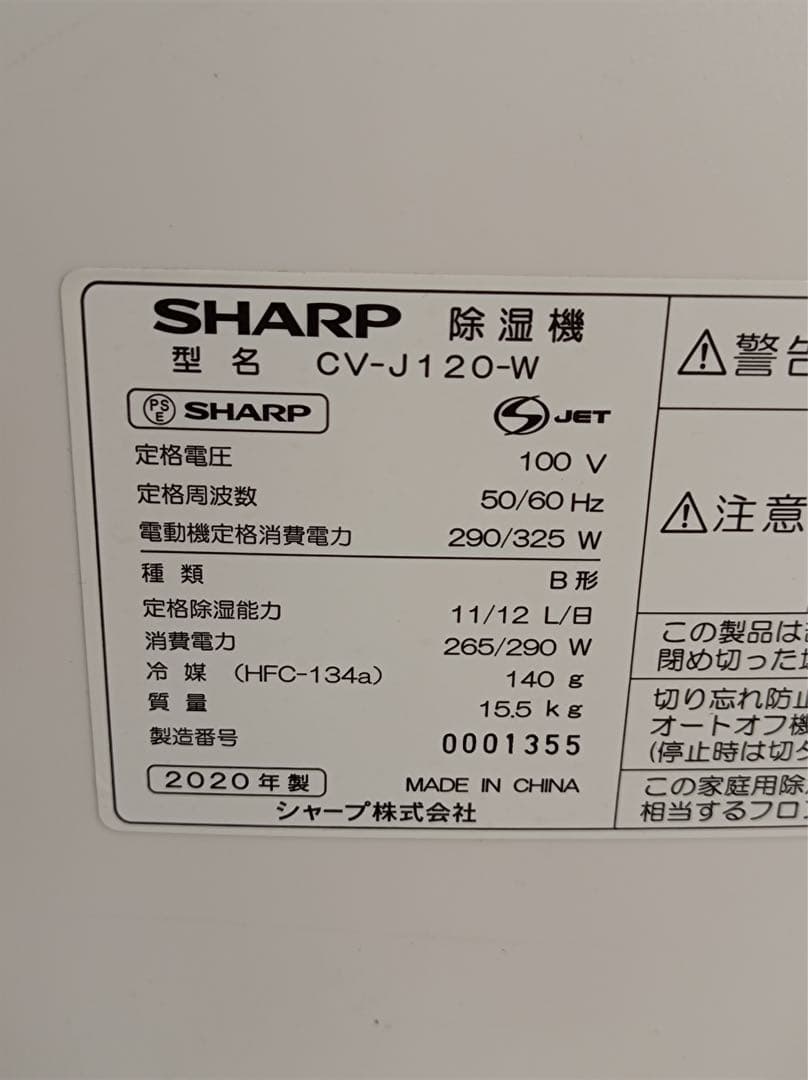 SHARP 除湿機
型名 CV-J120-W
PSE SHARP S JET
定格電圧 100 V
定格周波数 50/60 Hz
電動機定格消費電力 290/325 W
種類 B形
定格除湿能力 11/12 L/日
消費電力 265/290 W
冷媒 (HFC-134a) 140 g
質量 15.5 kg
製造番号 0001355
2020年製 MADE IN CHINA
シャープ株式会社
⚠警告
⚠注意
この製品は
閉め切った
切り忘れ防止
オートオフ機
(停止時は切タ
この家庭用除
相当するフロ